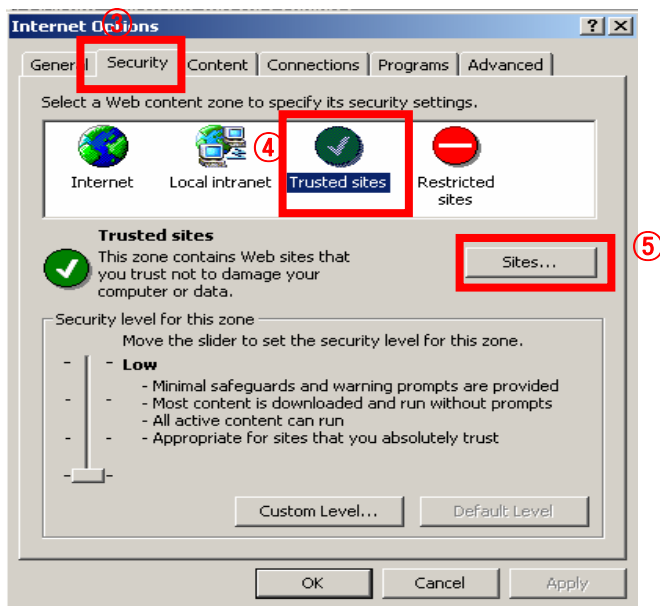 ③
Internet Options
General Security Content Connections Programs Advanced
Select a Web content zone to specify its security settings.
④
Internet Local intranet Trusted sites Restricted sites
Trusted sites
This zone contains Web sites that
you trust not to damage your
computer or data.
Sites...
⑤
Security level for this zone
Move the slider to set the security level for this zone.
Low
- Minimal safeguards and warning prompts are provided
- Most content is downloaded and run without prompts
- All active content can run
- Appropriate for sites that you absolutely trust
Custom Level... Default Level
OK Cancel Apply